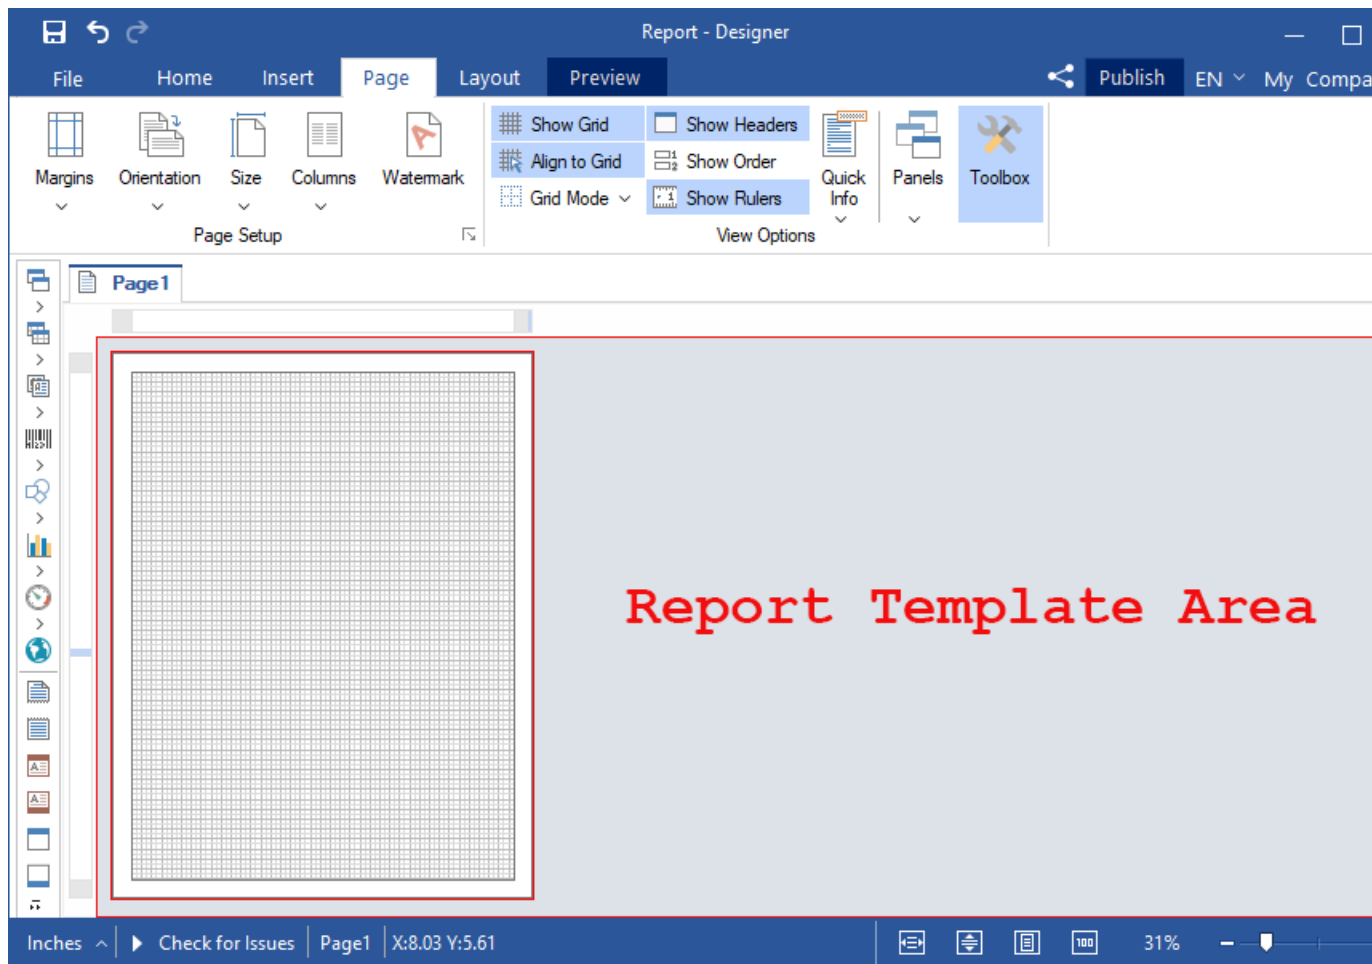 Report - Designer
File Home Insert Page Layout Preview Publish EN My Compa
Show Grid Show Headers
Align to Grid Show Order
Grid Mode Show Rulers
Margins Orientation Size Columns Watermark Quick Info Panels Toolbox
Page Setup View Options
Page1
Report Template Area
Inches Check for Issues Page1 X:8.03 Y:5.61 100 31%